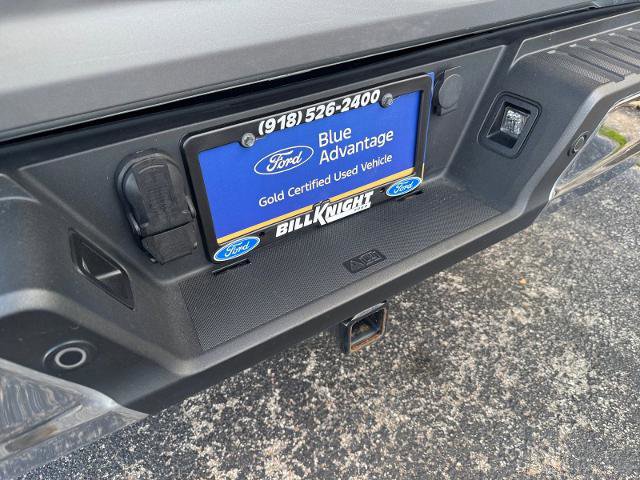 (918) 526-2400
Ford
Blue
Advantage
Gold Certified Used Vehicle
Ford
BILL KNIGHT
Ford